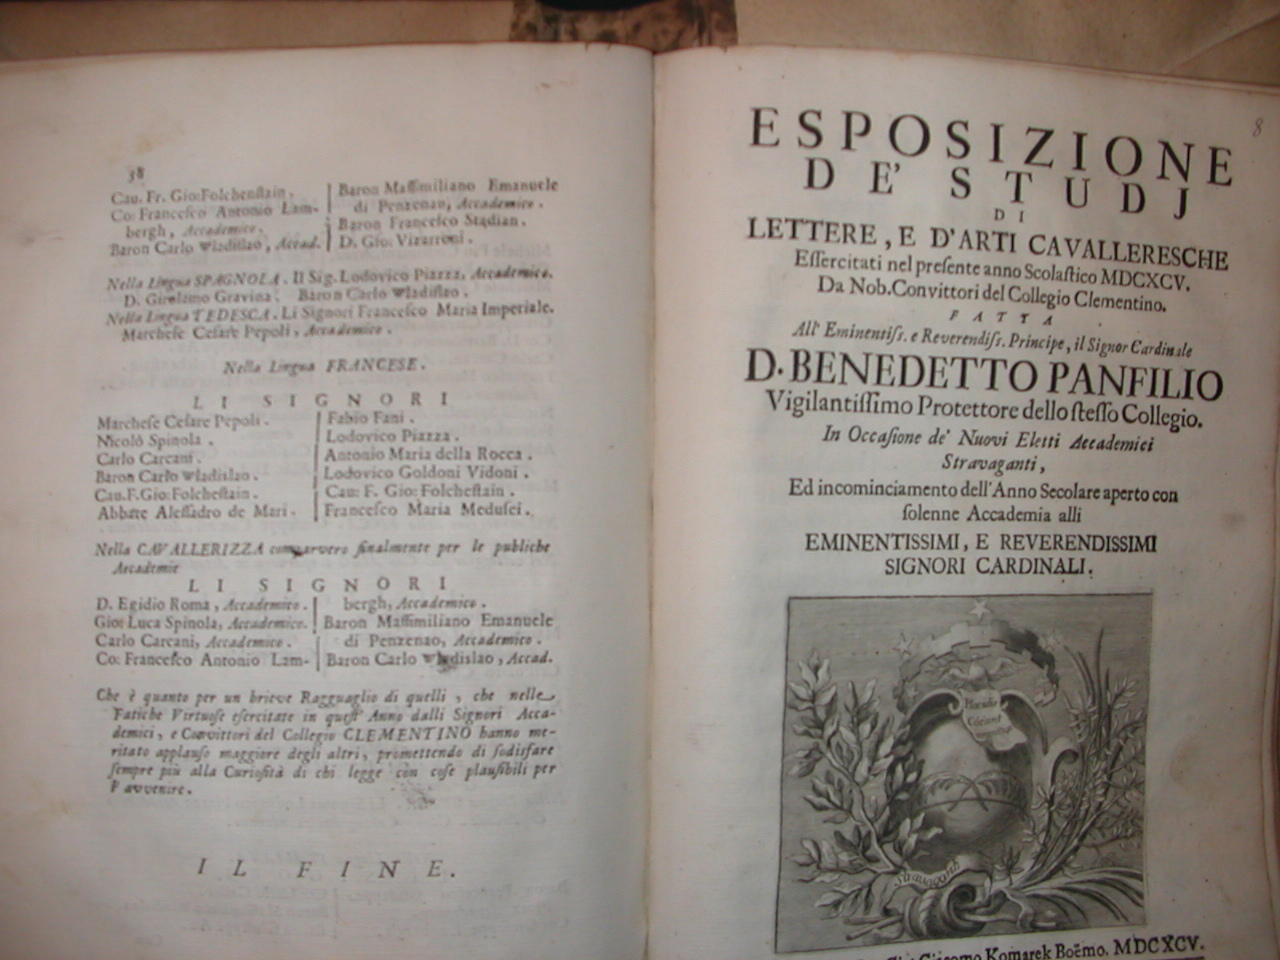 38
Cau. Fr. Gio: Folchenstain.
Co: Francesco Antonio Lam-
bergh, Accademico.
Baron Carlo Wladislao, Accad.
Baron Massimiliano Emanuele
di Penzenau, Accademico.
Baron Francesco Stadian.
D. Gio: Vizarroni.
Nella Lingua SPAGNOLA. Il Sig. Lodovico Piazza, Accademico.
D. Girolamo Gravina. Baron Carlo Wladislao.
Nella Lingua TEDESCA. Li Signori Francesco Maria Imperiale.
Marchese Cesare Pepoli, Accademico.
Nella Lingua FRANCESE.
LI SIGNORI
Marchese Cesare Pepoli.
Nicolò Spinola.
Carlo Carcani.
Baron Carlo Wladislao.
Cau. F. Gio: Folchestain.
Abbate Alessādro de Mari.
Fabio Fani.
Lodovico Piazza.
Antonio Maria della Rocca.
Lodovico Goldoni Vidoni.
Cau: F. Gio: Folchestain.
Francesco Maria Medusei.
Nella CAVALLERIZZA comparvero finalmente per le publiche
Accademie
LI SIGNORI
D. Egidio Roma, Accademico.
Gio: Luca Spinola, Accademico.
Carlo Carcani, Accademico.
Co: Francesco Antonio Lam-
bergh, Accademico.
Baron Massimiliano Emanuele
di Penzenao, Accademico.
Baron Carlo Wladislao, Accad.
Che è quanto per un brieve Ragguaglio di quelli, che nelle
Fatiche Virtuose esercitate in quest' Anno dalli Signori Acca-
demici, e Convittori del Collegio CLEMENTINO hanno me-
ritato applauso maggiore degli altri, promettendo di sodisfare
sempre più alla Curiosità di chi legge con cose plausibili per
l'avvenire.
IL FINE.
8
ESPOSIZIONE
DE' STUDJ
DI
LETTERE, E D'ARTI CAVALLERESCHE
Essercitati nel presente anno Scolastico MDCXCV.
Da Nob. Convittori del Collegio Clementino.
FATTA
All' Eminentiss. e Reverendiss. Principe, il Signor Cardinale
D. BENEDETTO PANFILIO
Vigilantissimo Protettore dello stesso Collegio.
In Occasione de' Nuovi Eletti Accademici
Stravaganti,
Ed incominciamento dell'Anno Secolare aperto con
solenne Accademia alli
EMINENTISSIMI, E REVERENDISSIMI
SIGNORI CARDINALI.
Stravaganti
Giacomo Komarek Boëmo. MDCXCV.